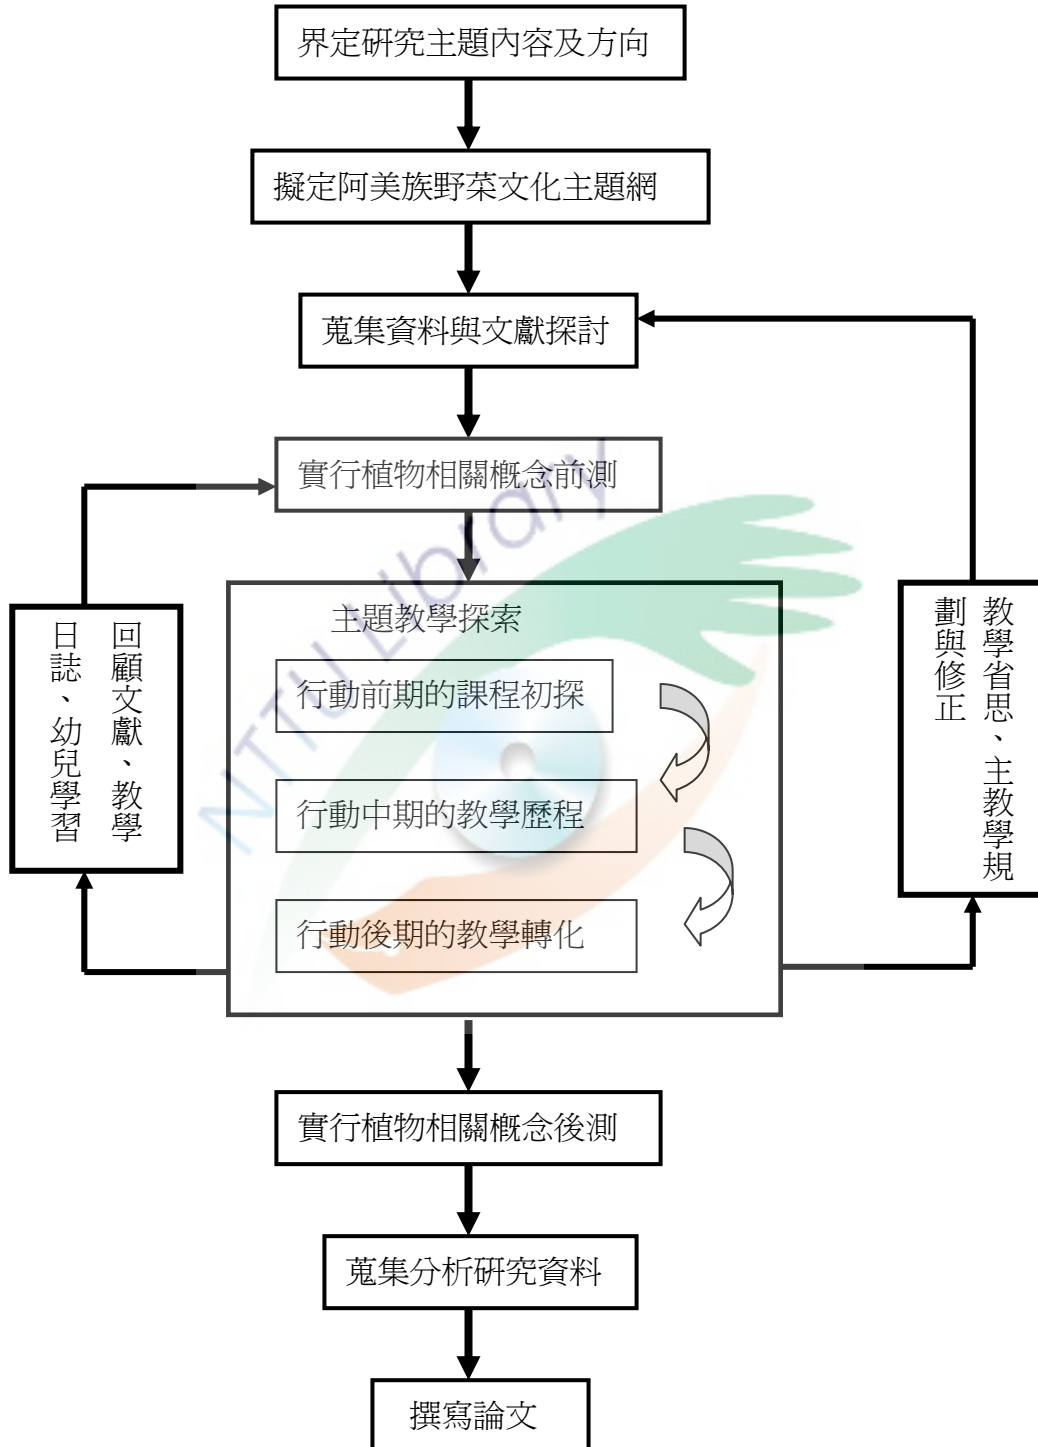 界定研究主題內容及方向
擬定阿美族野菜文化主題網
蒐集資料與文獻探討
實行植物相關概念前測
主題教學探索
行動前期的課程初探
行動中期的教學歷程
行動後期的教學轉化
回顧文獻、教學
日誌、幼兒學習
教學省思、主教學規
劃與修正
實行植物相關概念後測
蒐集分析研究資料
撰寫論文
NTTU Library